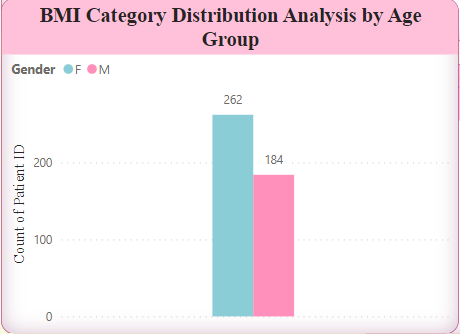 BMI Category Distribution Analysis by Age
Group
Gender F M
262
184
200
100
0
Count of Patient ID